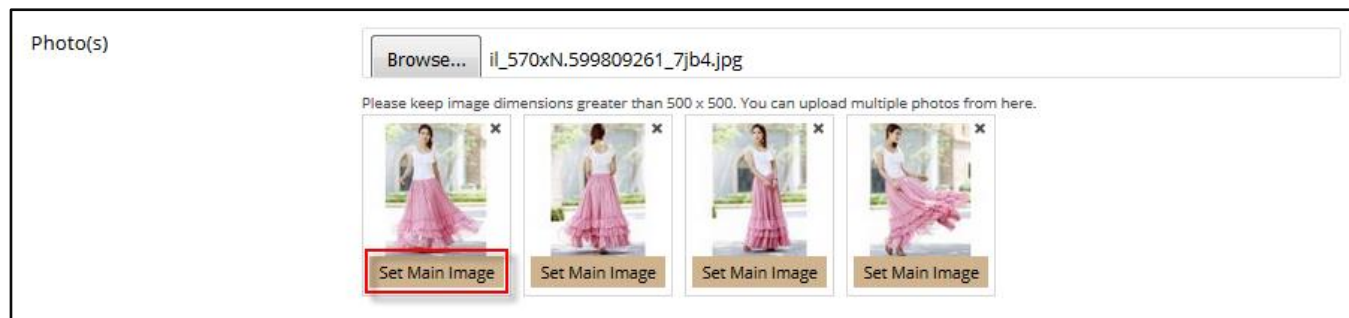 Photo(s)
Browse... il_570xN.599809261_7jb4.jpg
Please keep image dimensions greater than 500 x 500. You can upload multiple photos from here.
Set Main Image Set Main Image Set Main Image Set Main Image